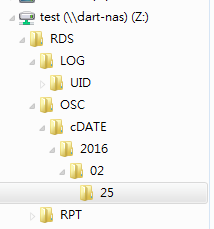 test (\\dart-nas) (Z:)
RDS
LOG
UID
OSC
cDATE
2016
02
25
RPT